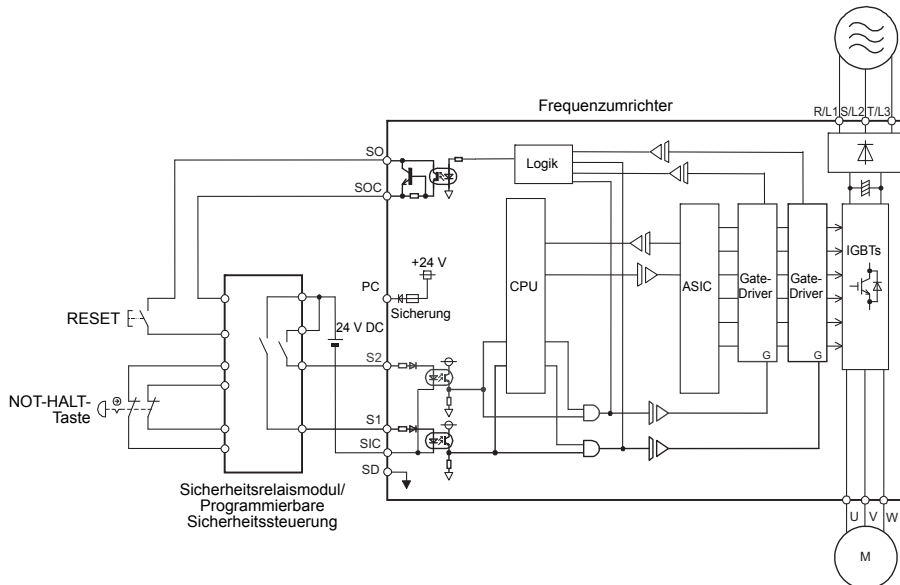 Frequenzumrichter
R/L1 S/L2 T/L3
SO
SOC
Logik
IGBTs
+24 V
PC
Sicherung
CPU
ASIC
Gate-
Driver
Gate-
Driver
RESET
24 V DC
S2
G
G
NOT-HALT-
Taste
S1
SIC
SD
Sicherheitsrelaismodul/
Programmierbare
Sicherheitssteuerung
U V W
M